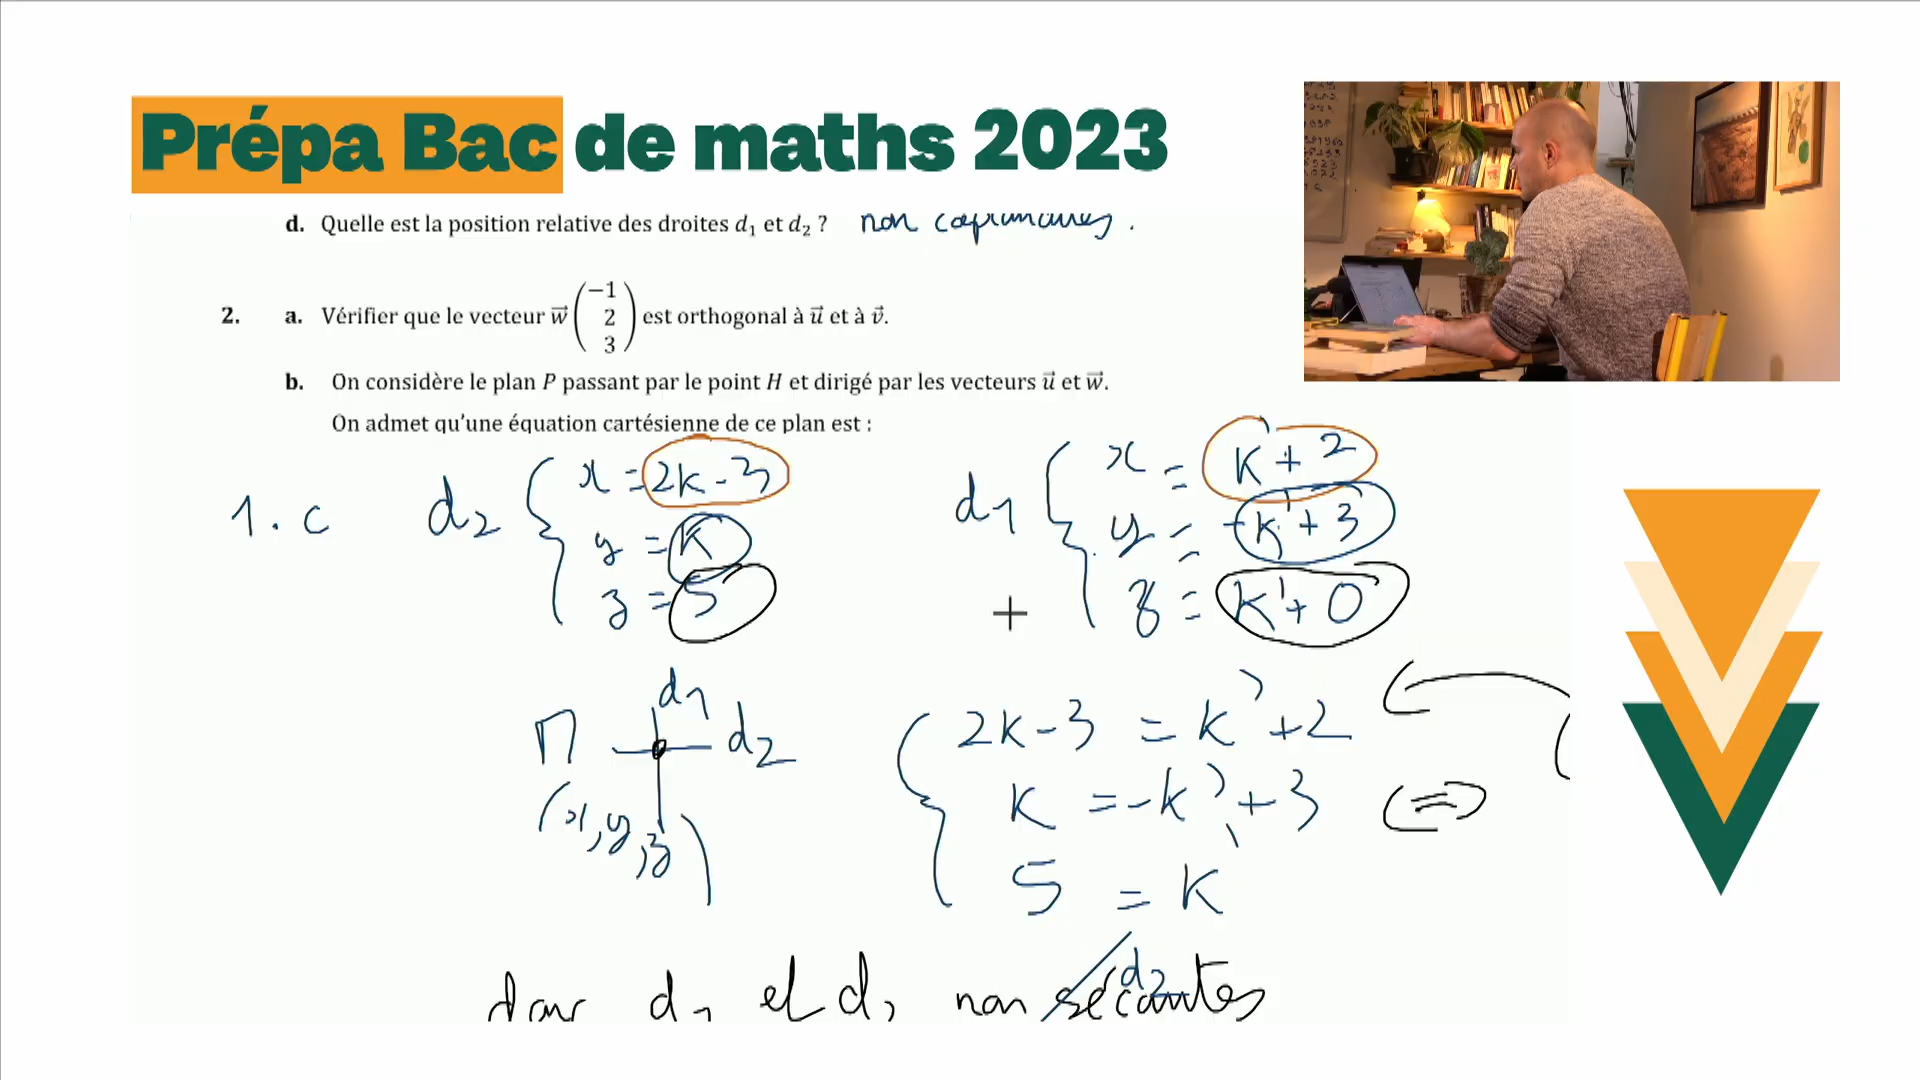 Prépa Bac de maths 2023
d. Quelle est la position relative des droites d₁ et d₂ ? non coplanaires.
2. a. Vérifier que le vecteur w⃗ (−1 2 3) est orthogonal à u⃗ et à v⃗.
b. On considère le plan P passant par le point H et dirigé par les vecteurs u⃗ et w⃗.
On admet qu'une équation cartésienne de ce plan est :
1. c
d2 { x = 2k - 3
y = k
z = 5
d1 { x = k' + 2
y = -k' + 3
z = k' + 0
d1
d2
(x, y, z)
{ 2k - 3 = k' + 2
k = -k' + 3 (=)
5 = k'
d2
donc d1 et d2 non sécantes